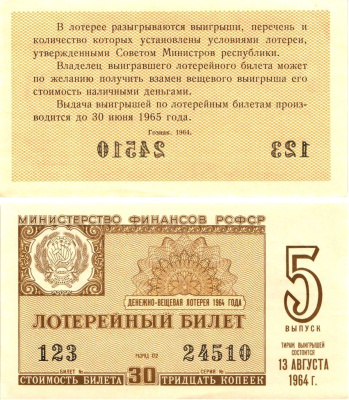 В лотерее разыгрываются выигрыши, перечень и
количество которых установлены условиями лотереи,
утвержденными Советом Министров республики.
Владелец выигравшего лотерейного билета может
по желанию получить взамен вещевого выигрыша его
стоимость наличными деньгами.
Выдача выигрышей по лотерейным билетам произ-
водится до 30 июня 1965 года.
Гознак. 1964.
24510 123
МИНИСТЕРСТВО ФИНАНСОВ РСФСР
ДЕНЕЖНО-ВЕЩЕВАЯ ЛОТЕРЕЯ 1964 ГОДА
ЛОТЕРЕЙНЫЙ БИЛЕТ
123 24510
БИЛЕТ № СЕРИЯ №
СТОИМОСТЬ БИЛЕТА 30 ТРИДЦАТЬ КОПЕЕК
5
ВЫПУСК
ТИРАЖ ВЫИГРЫШЕЙ
СОСТОИТСЯ
13 АВГУСТА
1964 г.